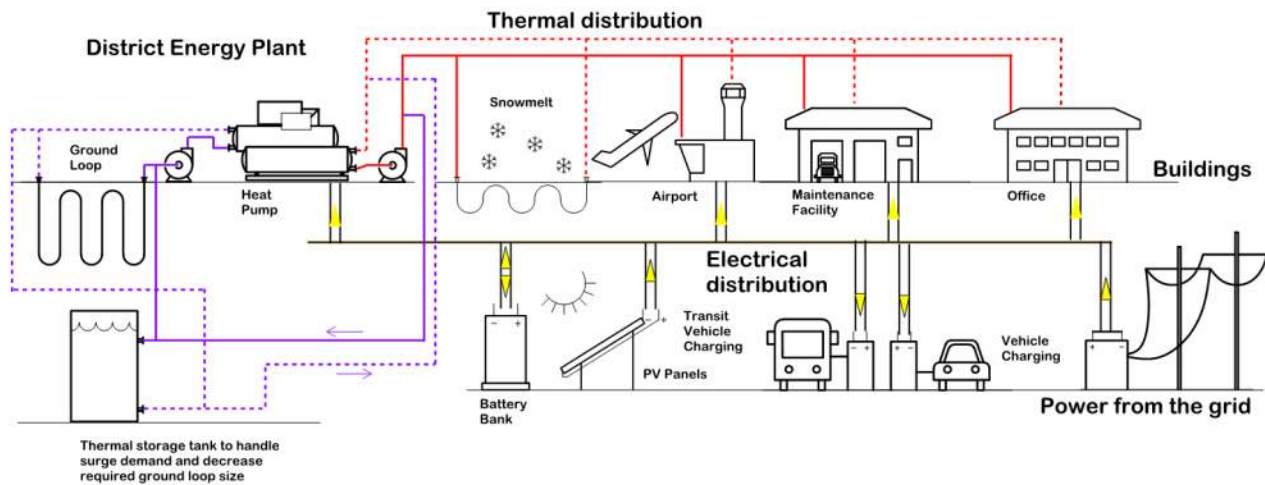 Thermal distribution
District Energy Plant
Snowmelt
Ground
Loop
Buildings
Heat
Pump
Airport
Maintenance
Facility
Office
Electrical
distribution
Transit
Vehicle
Charging
Vehicle
Charging
PV Panels
Battery
Bank
Power from the grid
Thermal storage tank to handle
surge demand and decrease
required ground loop size